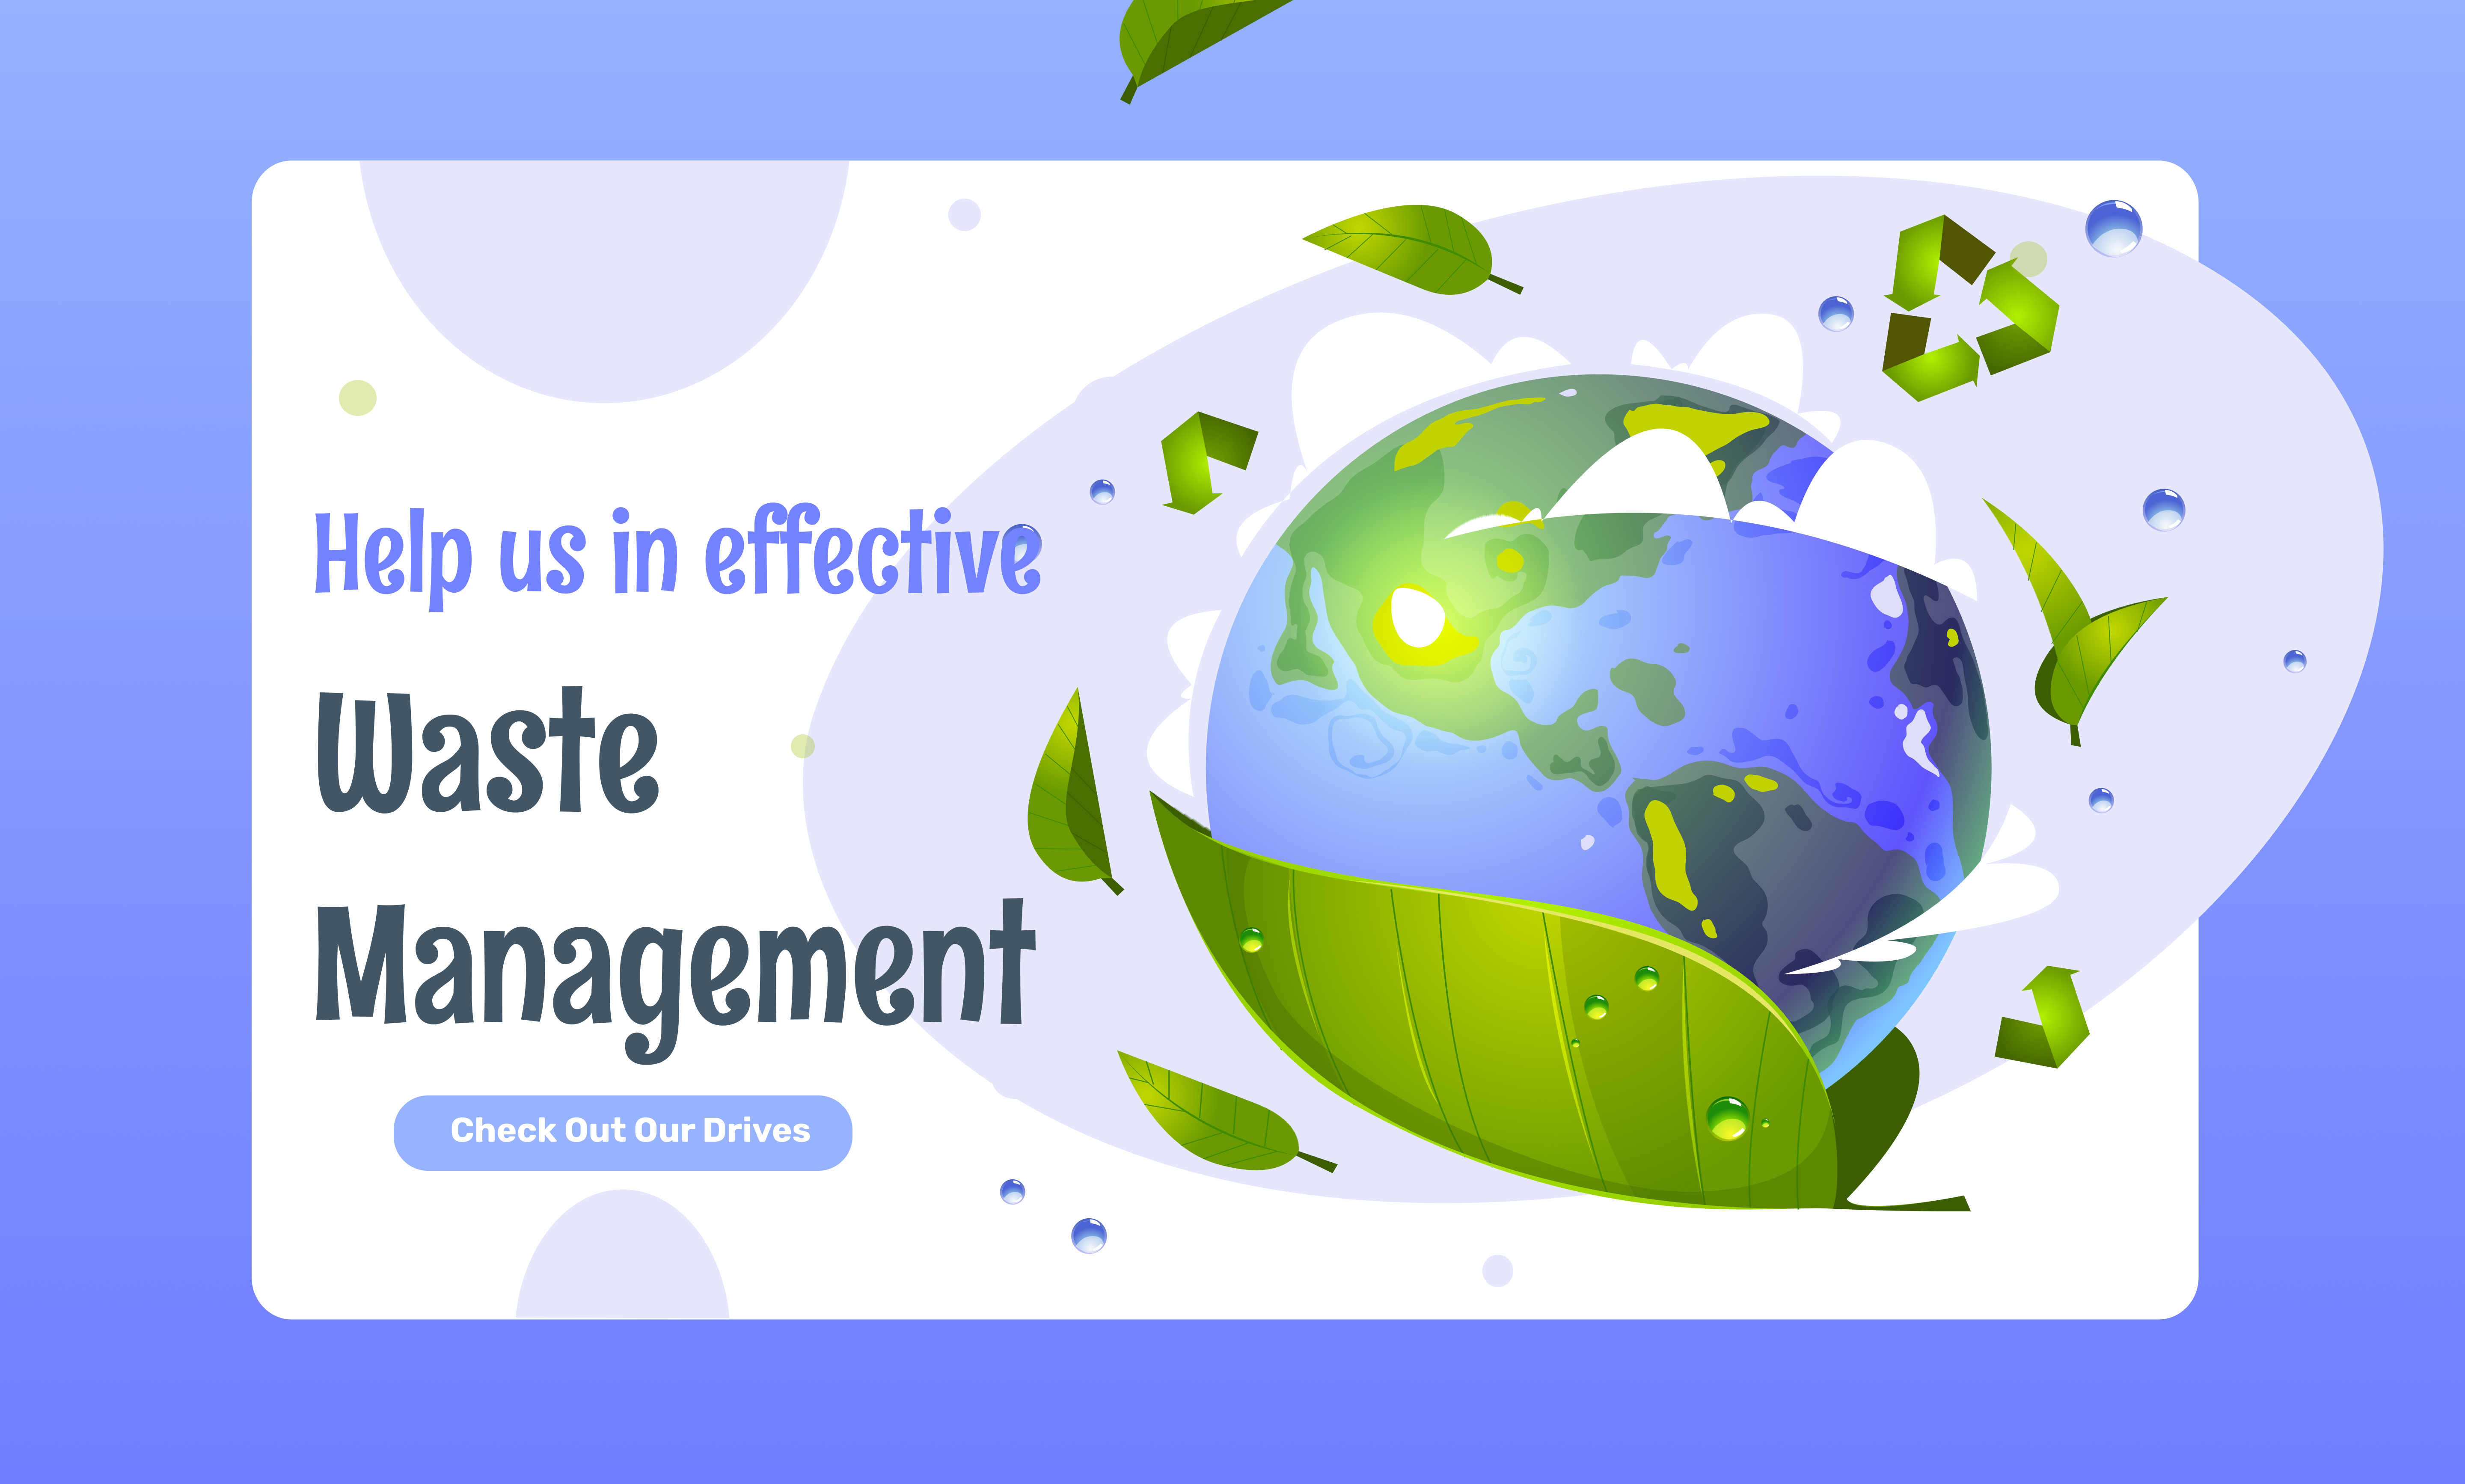 Help us in effective
Waste
Management
Check Out Our Drives